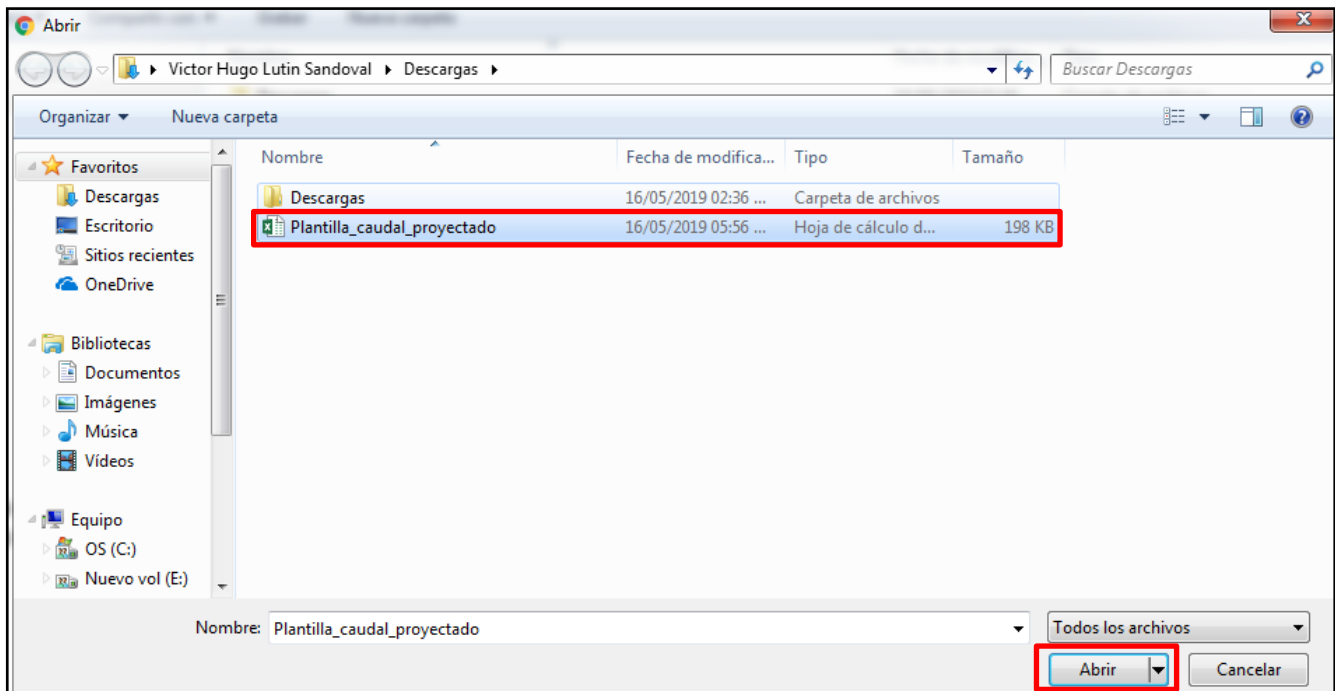 Abrir
Victor Hugo Lutin Sandoval Descargas Buscar Descargas
Organizar Nueva carpeta
Nombre Fecha de modifica... Tipo Tamaño
Favoritos
Descargas
Escritorio
Sitios recientes
OneDrive
Bibliotecas
Documentos
Imágenes
Música
Vídeos
Equipo
OS (C:)
Nuevo vol (E:)
Descargas 16/05/2019 02:36 ... Carpeta de archivos
Plantilla_caudal_proyectado 16/05/2019 05:56 ... Hoja de cálculo d... 198 KB
Nombre: Plantilla_caudal_proyectado Todos los archivos
Abrir Cancelar